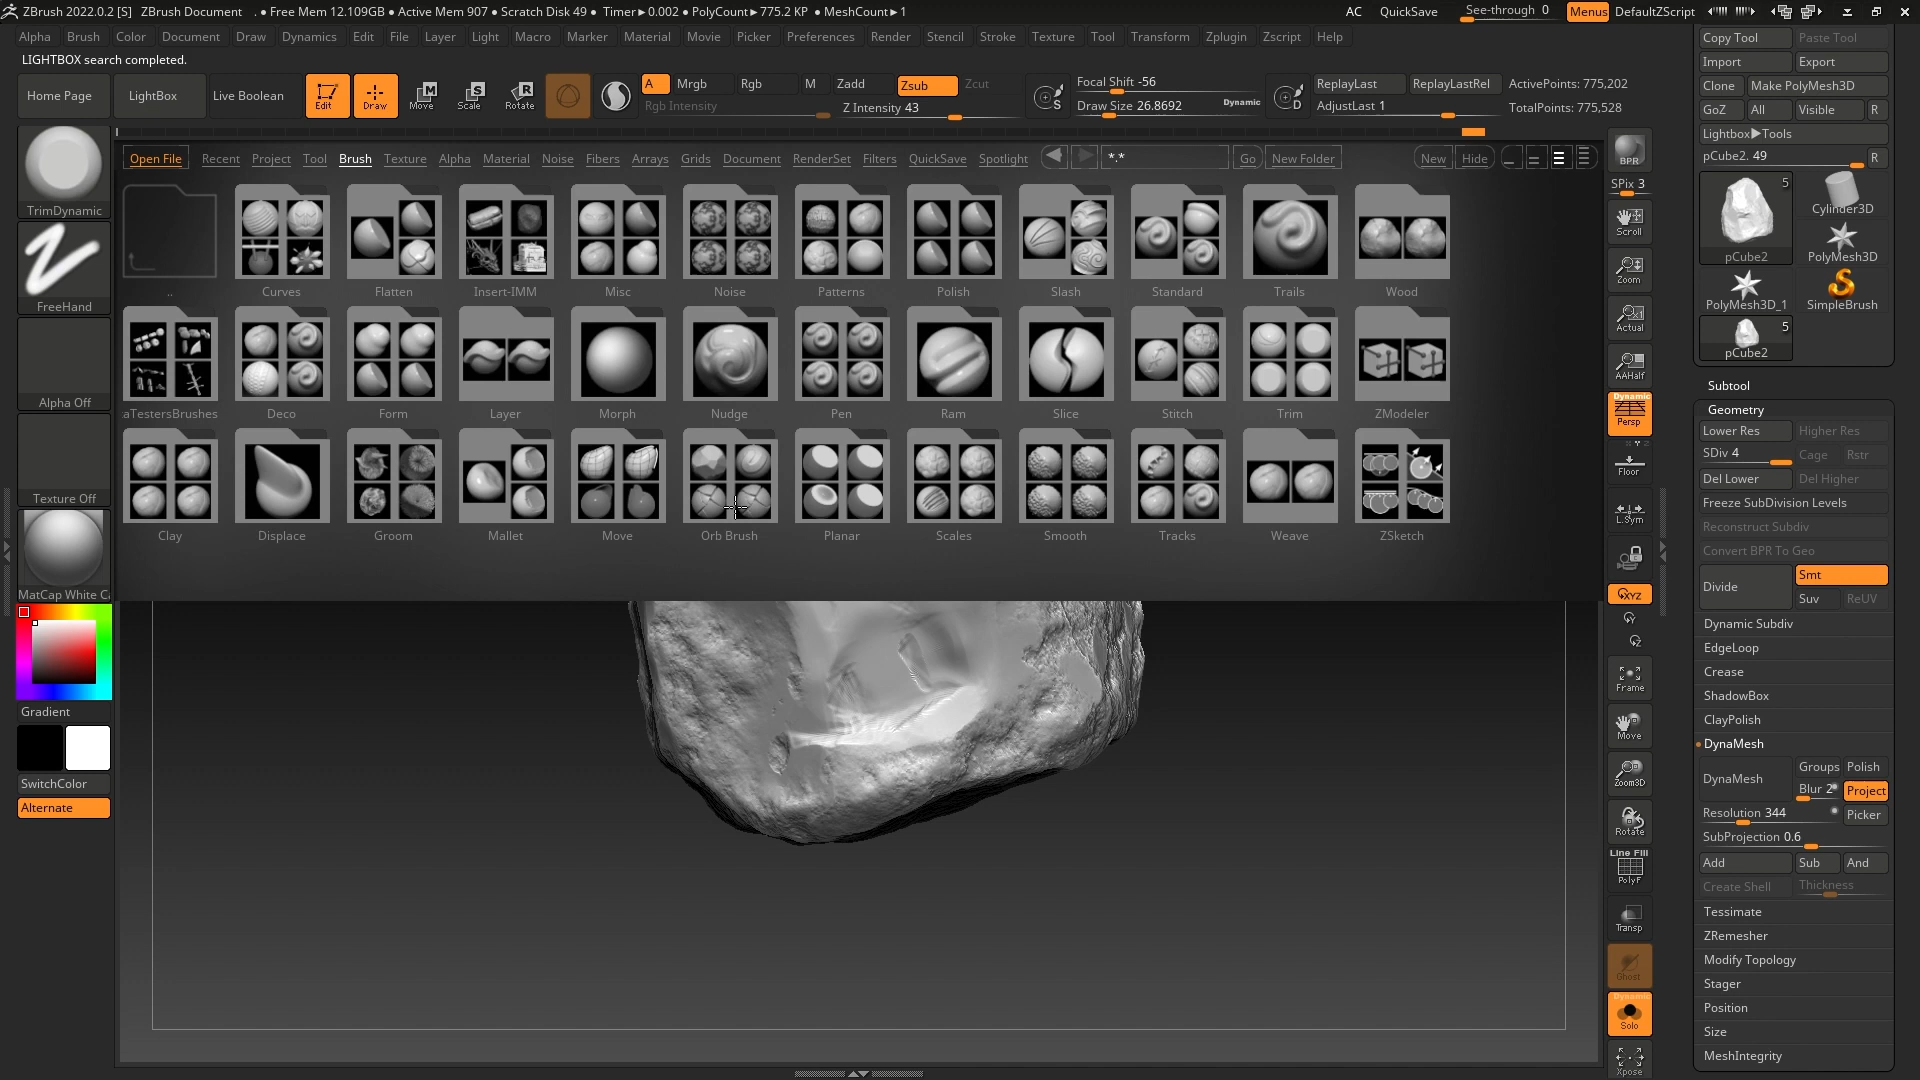 ZBrush 2022.0.2 [S] ZBrush Document . • Free Mem 12.109GB • Active Mem 907 • Scratch Disk 49 • Timer▶0.002 • PolyCount▶775.2 KP • MeshCount▶1 AC QuickSave See-through 0 Menus DefaultZScript
Alpha Brush Color Document Draw Dynamics Edit File Layer Light Macro Marker Material Movie Picker Preferences Render Stencil Stroke Texture Tool Transform Zplugin Zscript Help
LIGHTBOX search completed.
Home Page LightBox Live Boolean Edit Draw Move Scale Rotate
A Mrgb Rgb M Zadd Zsub Zcut
Rgb Intensity Z Intensity 43
Focal Shift -56
Draw Size 26.8692 Dynamic
ReplayLast ReplayLastRel ActivePoints: 775,202
AdjustLast 1 TotalPoints: 775,528
Open File Recent Project Tool Brush Texture Alpha Material Noise Fibers Arrays Grids Document RenderSet Filters QuickSave Spotlight *.* Go New Folder New Hide
.. Curves Flatten Insert-IMM Misc Noise Patterns Polish Slash Standard Trails Wood
aTestersBrushes Deco Form Layer Morph Nudge Pen Ram Slice Stitch Trim ZModeler
Clay Displace Groom Mallet Move Orb Brush Planar Scales Smooth Tracks Weave ZSketch
TrimDynamic
FreeHand
Alpha Off
Texture Off
MatCap White Ca
Gradient
SwitchColor
Alternate
BPR
SPix 3
Scroll
Zoom
Actual
AAHalf
Dynamic
Persp
Floor
L.Sym
XYZ
Y
Z
Frame
Move
Zoom3D
Rotate
Line Fill
PolyF
Transp
Ghost
Dynamic
Solo
Xpose
Copy Tool Paste Tool
Import Export
Clone Make PolyMesh3D
GoZ All Visible R
Lightbox▶Tools
pCube2. 49 R
5
pCube2
Cylinder3D
PolyMesh3D
PolyMesh3D_1 SimpleBrush
5
pCube2
Subtool
Geometry
Lower Res Higher Res
SDiv 4 Cage Rstr
Del Lower Del Higher
Freeze SubDivision Levels
Reconstruct Subdiv
Convert BPR To Geo
Divide Smt
Suv ReUV
Dynamic Subdiv
EdgeLoop
Crease
ShadowBox
ClayPolish
DynaMesh
DynaMesh Groups Polish
Blur 2 Project
Resolution 344 Picker
SubProjection 0.6
Add Sub And
Create Shell Thickness
Tessimate
ZRemesher
Modify Topology
Stager
Position
Size
MeshIntegrity